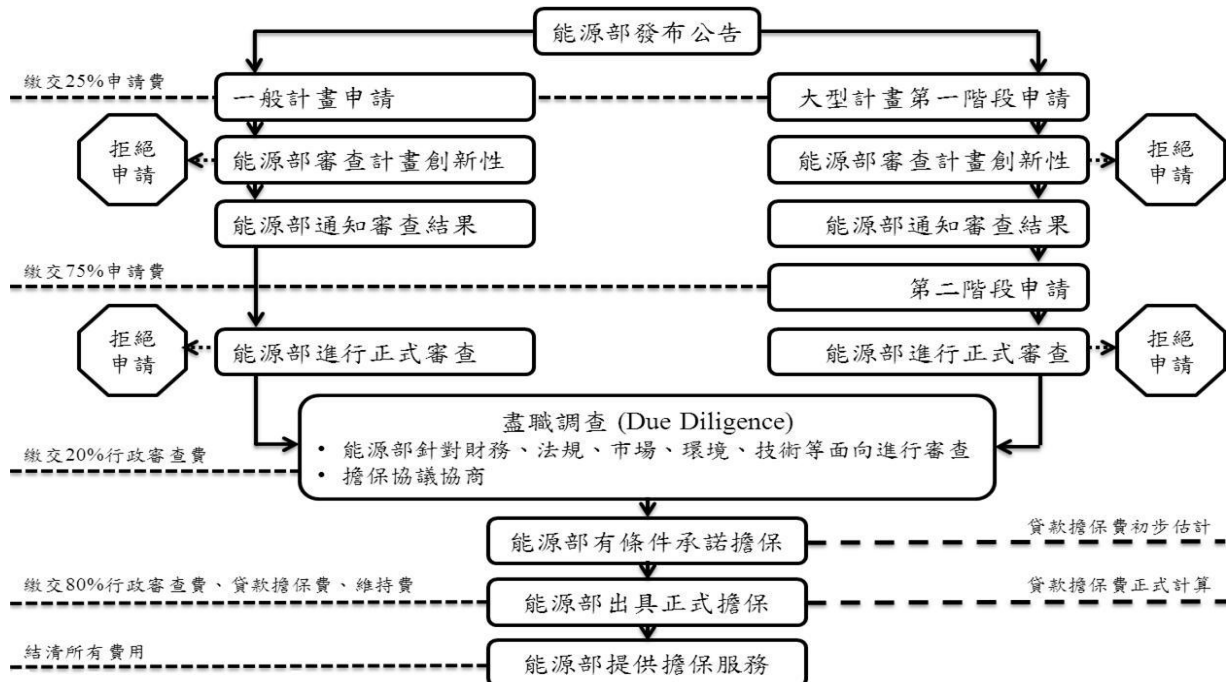 能源部發布公告
繳交25%申請費
一般計畫申請
大型計畫第一階段申請
拒絕
申請
能源部審查計畫創新性
能源部審查計畫創新性
拒絕
申請
能源部通知審查結果
能源部通知審查結果
繳交75%申請費
第二階段申請
拒絕
申請
能源部進行正式審查
能源部進行正式審查
拒絕
申請
盡職調查 (Due Diligence)
• 能源部針對財務、法規、市場、環境、技術等面向進行審查
• 擔保協議協商
繳交20%行政審查費
能源部有條件承諾擔保
貸款擔保費初步估計
繳交80%行政審查費、貸款擔保費、維持費
能源部出具正式擔保
貸款擔保費正式計算
結清所有費用
能源部提供擔保服務